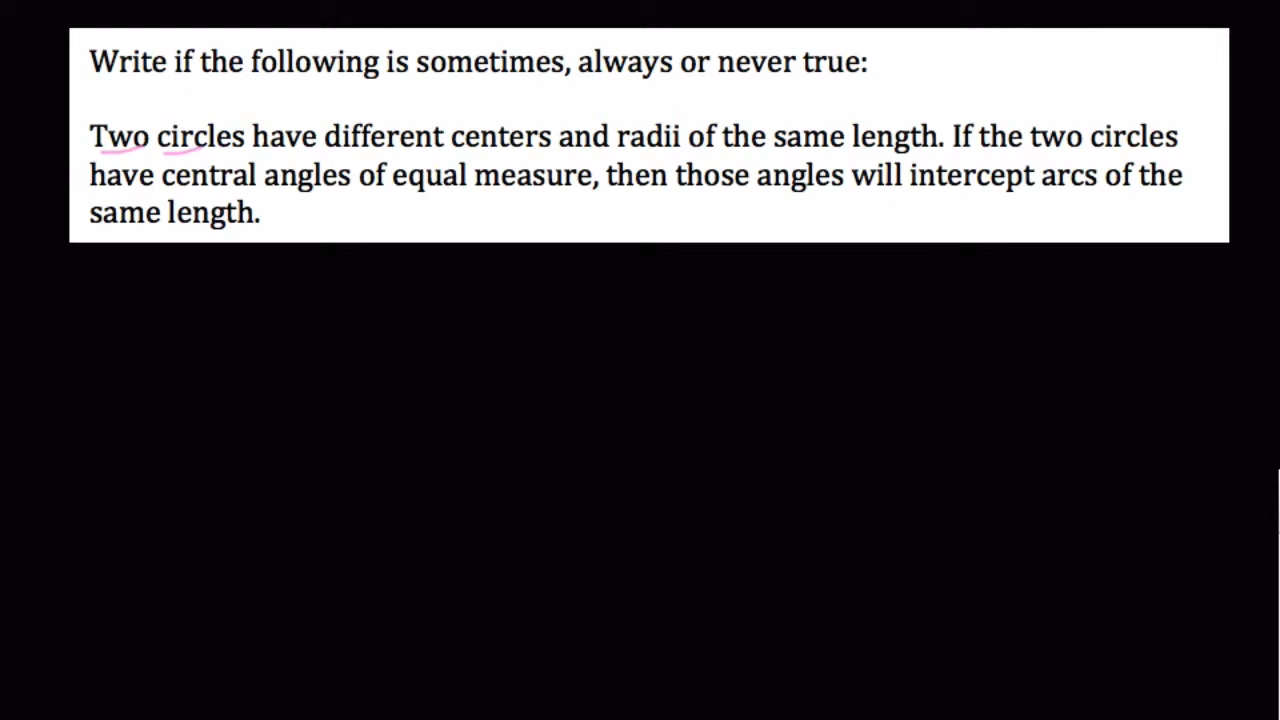 Write if the following is sometimes, always or never true:
Two circles have different centers and radii of the same length. If the two circles
have central angles of equal measure, then those angles will intercept arcs of the
same length.